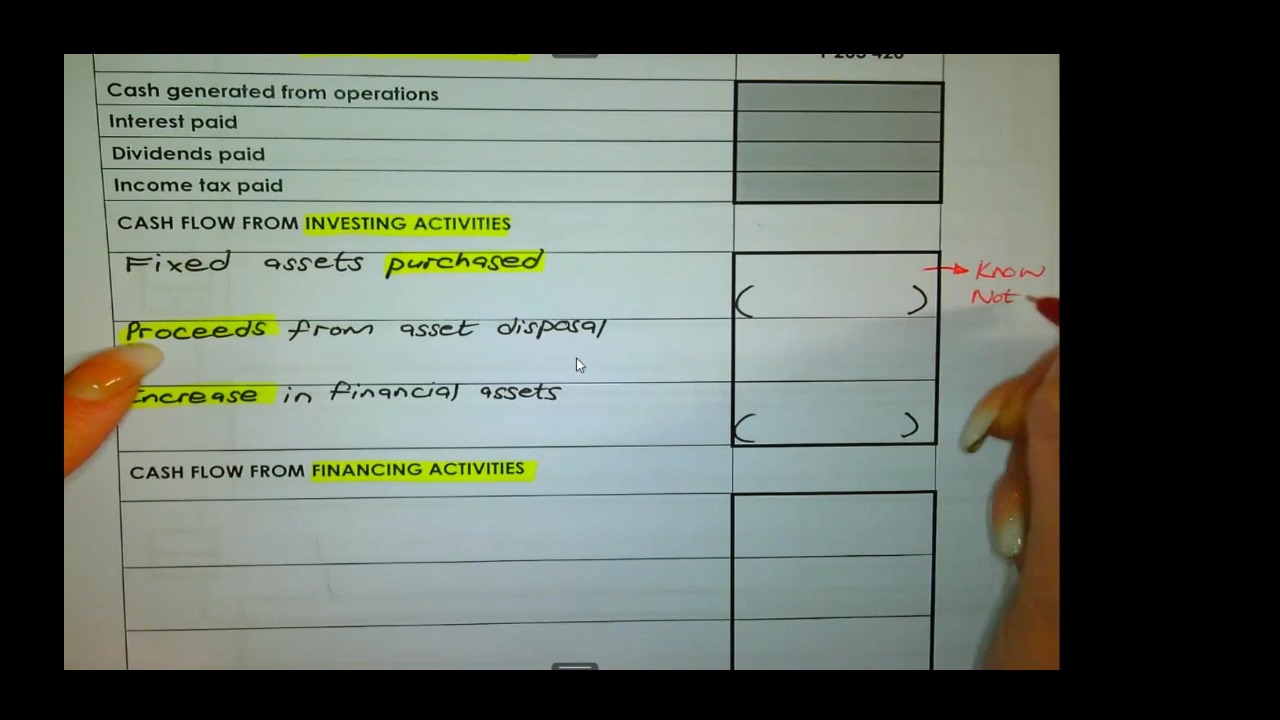 Cash generated from operations
Interest paid
Dividends paid
Income tax paid
CASH FLOW FROM INVESTING ACTIVITIES
Fixed assets purchased
( )
Know
Not
Proceeds from asset disposal
Increase in financial assets
( )
CASH FLOW FROM FINANCING ACTIVITIES